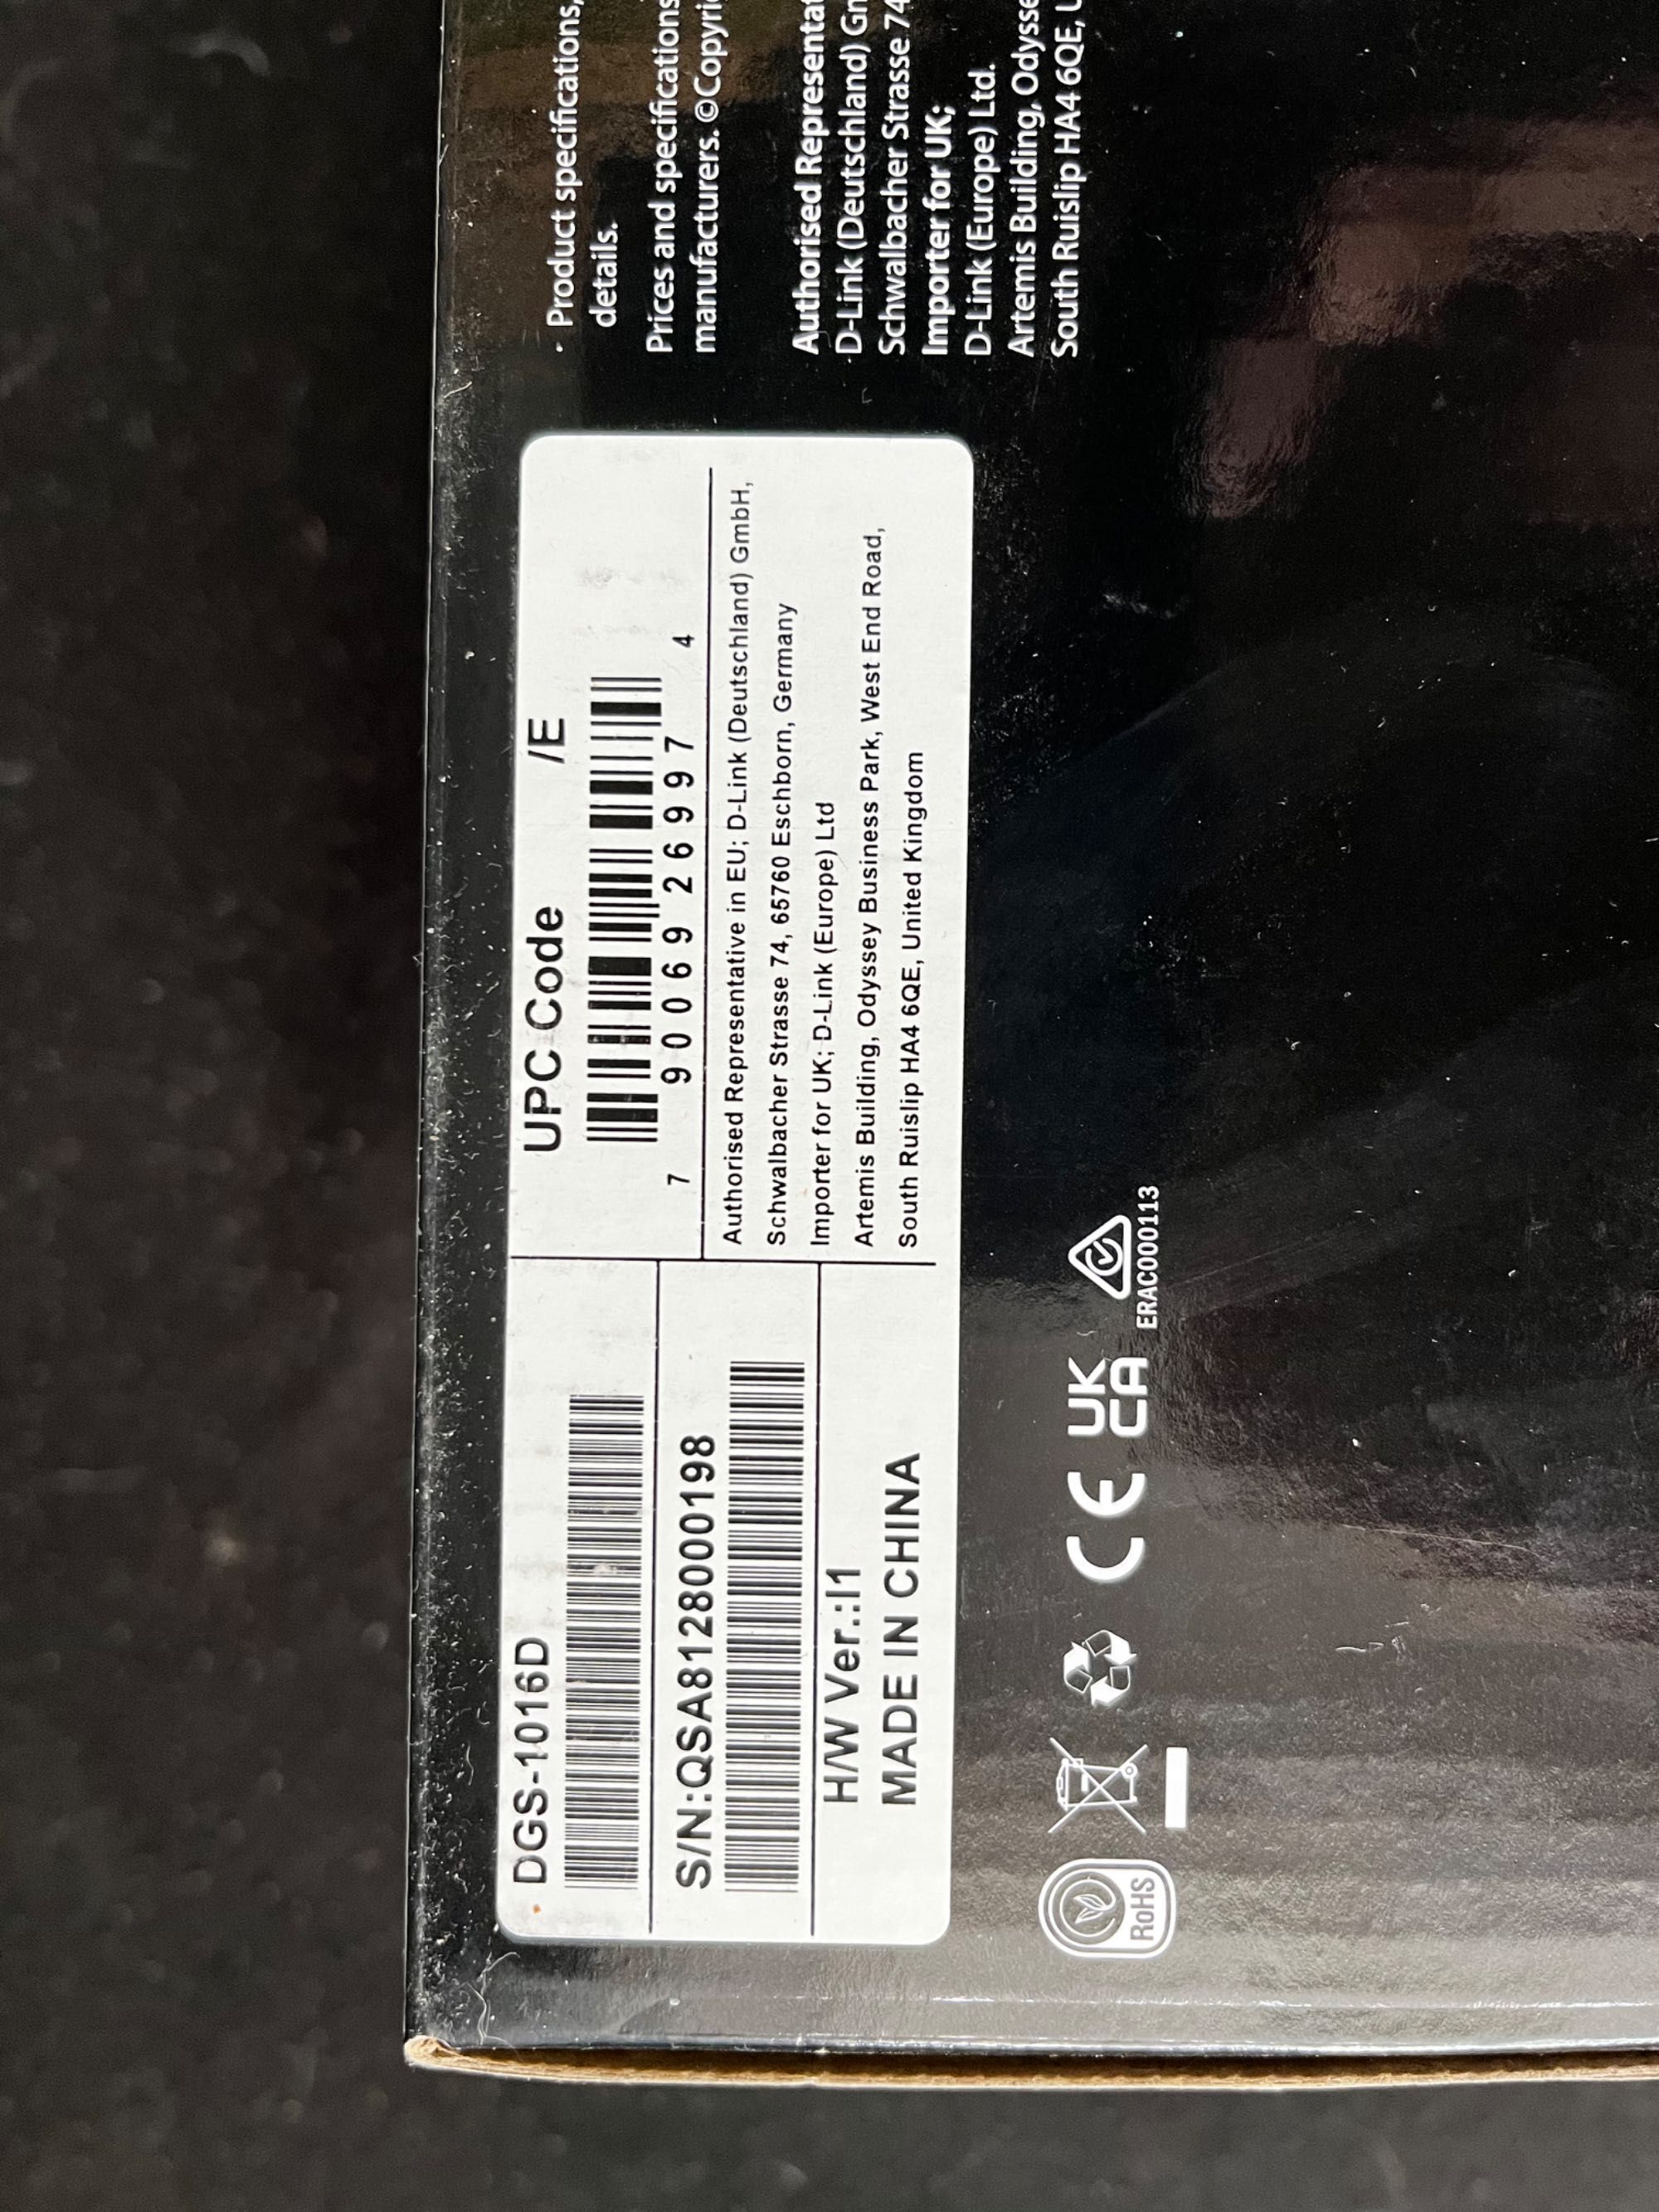 DGS-1016D
S/N:QSA8128000198
H/W Ver.:I1
MADE IN CHINA
UPC Code /E
7 90069 26997 4
Authorised Representative in EU; D-Link (Deutschland) GmbH,
Schwalbacher Strasse 74, 65760 Eschborn, Germany
Importer for UK; D-Link (Europe) Ltd
Artemis Building, Odyssey Business Park, West End Road,
South Ruislip HA4 6QE, United Kingdom
RoHS
CE
UK
CA
ERAC000113
· Product specifications,
details.
Prices and specifications
manufacturers. ©
Authorised
D-Link (Deutschland)
Schwalbacher Strasse 74
Importer for UK;
D-Link (Europe) Ltd.
Artemis Building,
South Ruislip HA4 6QE,